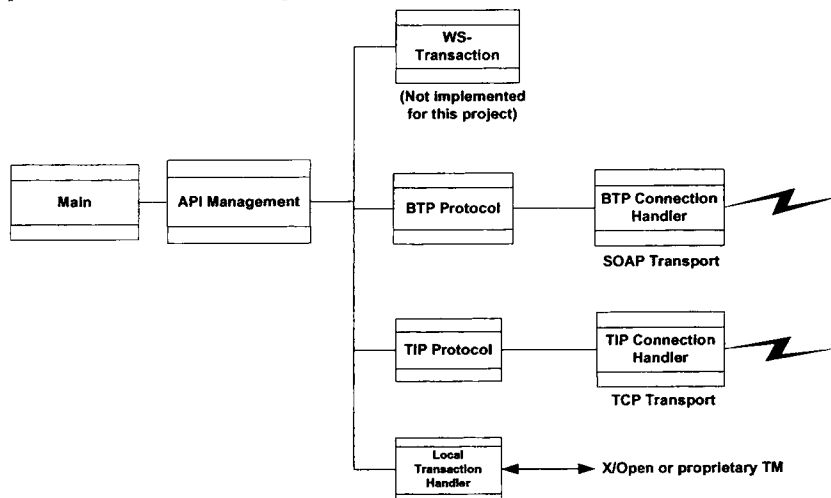 WS-
Transaction
(Not implemented
for this project)
Main
API Management
BTP Protocol
BTP Connection
Handler
SOAP Transport
TIP Protocol
TIP Connection
Handler
TCP Transport
Local
Transaction
Handler
X/Open or proprietary TM